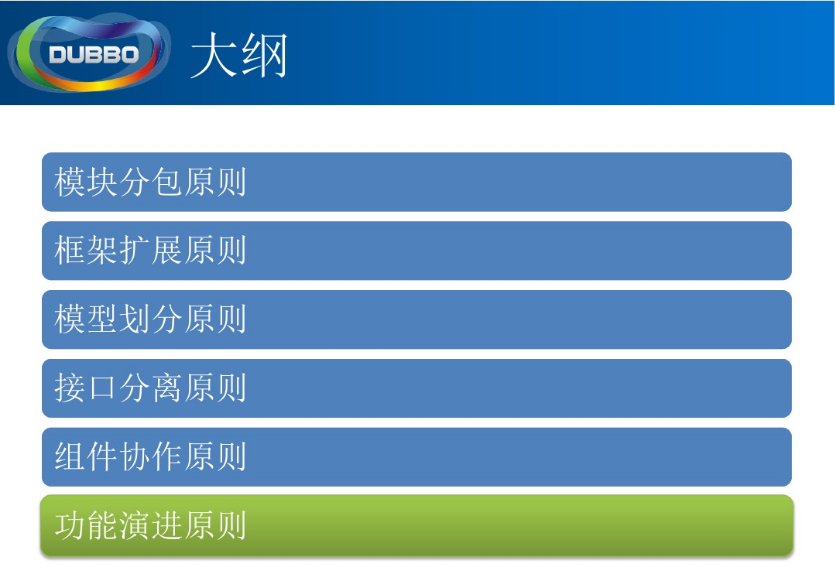 DUBBO
大纲
模块分包原则
框架扩展原则
模型划分原则
接口分离原则
组件协作原则
功能演进原则